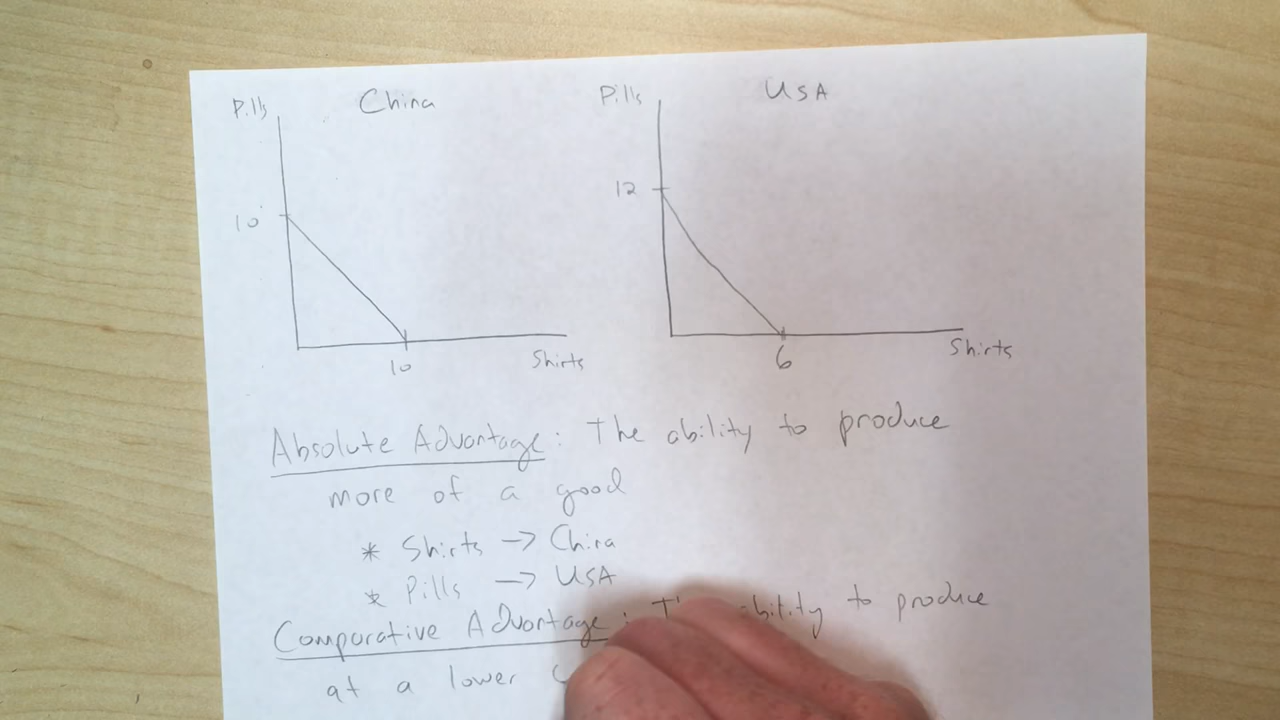 Pills China
Pills USA
10
12
10 Shirts
6 Shirts
Absolute Advantage: The ability to produce
more of a good
* Shirts → China
* Pills → USA
Comparative Advantage: ability to produce
at a lower